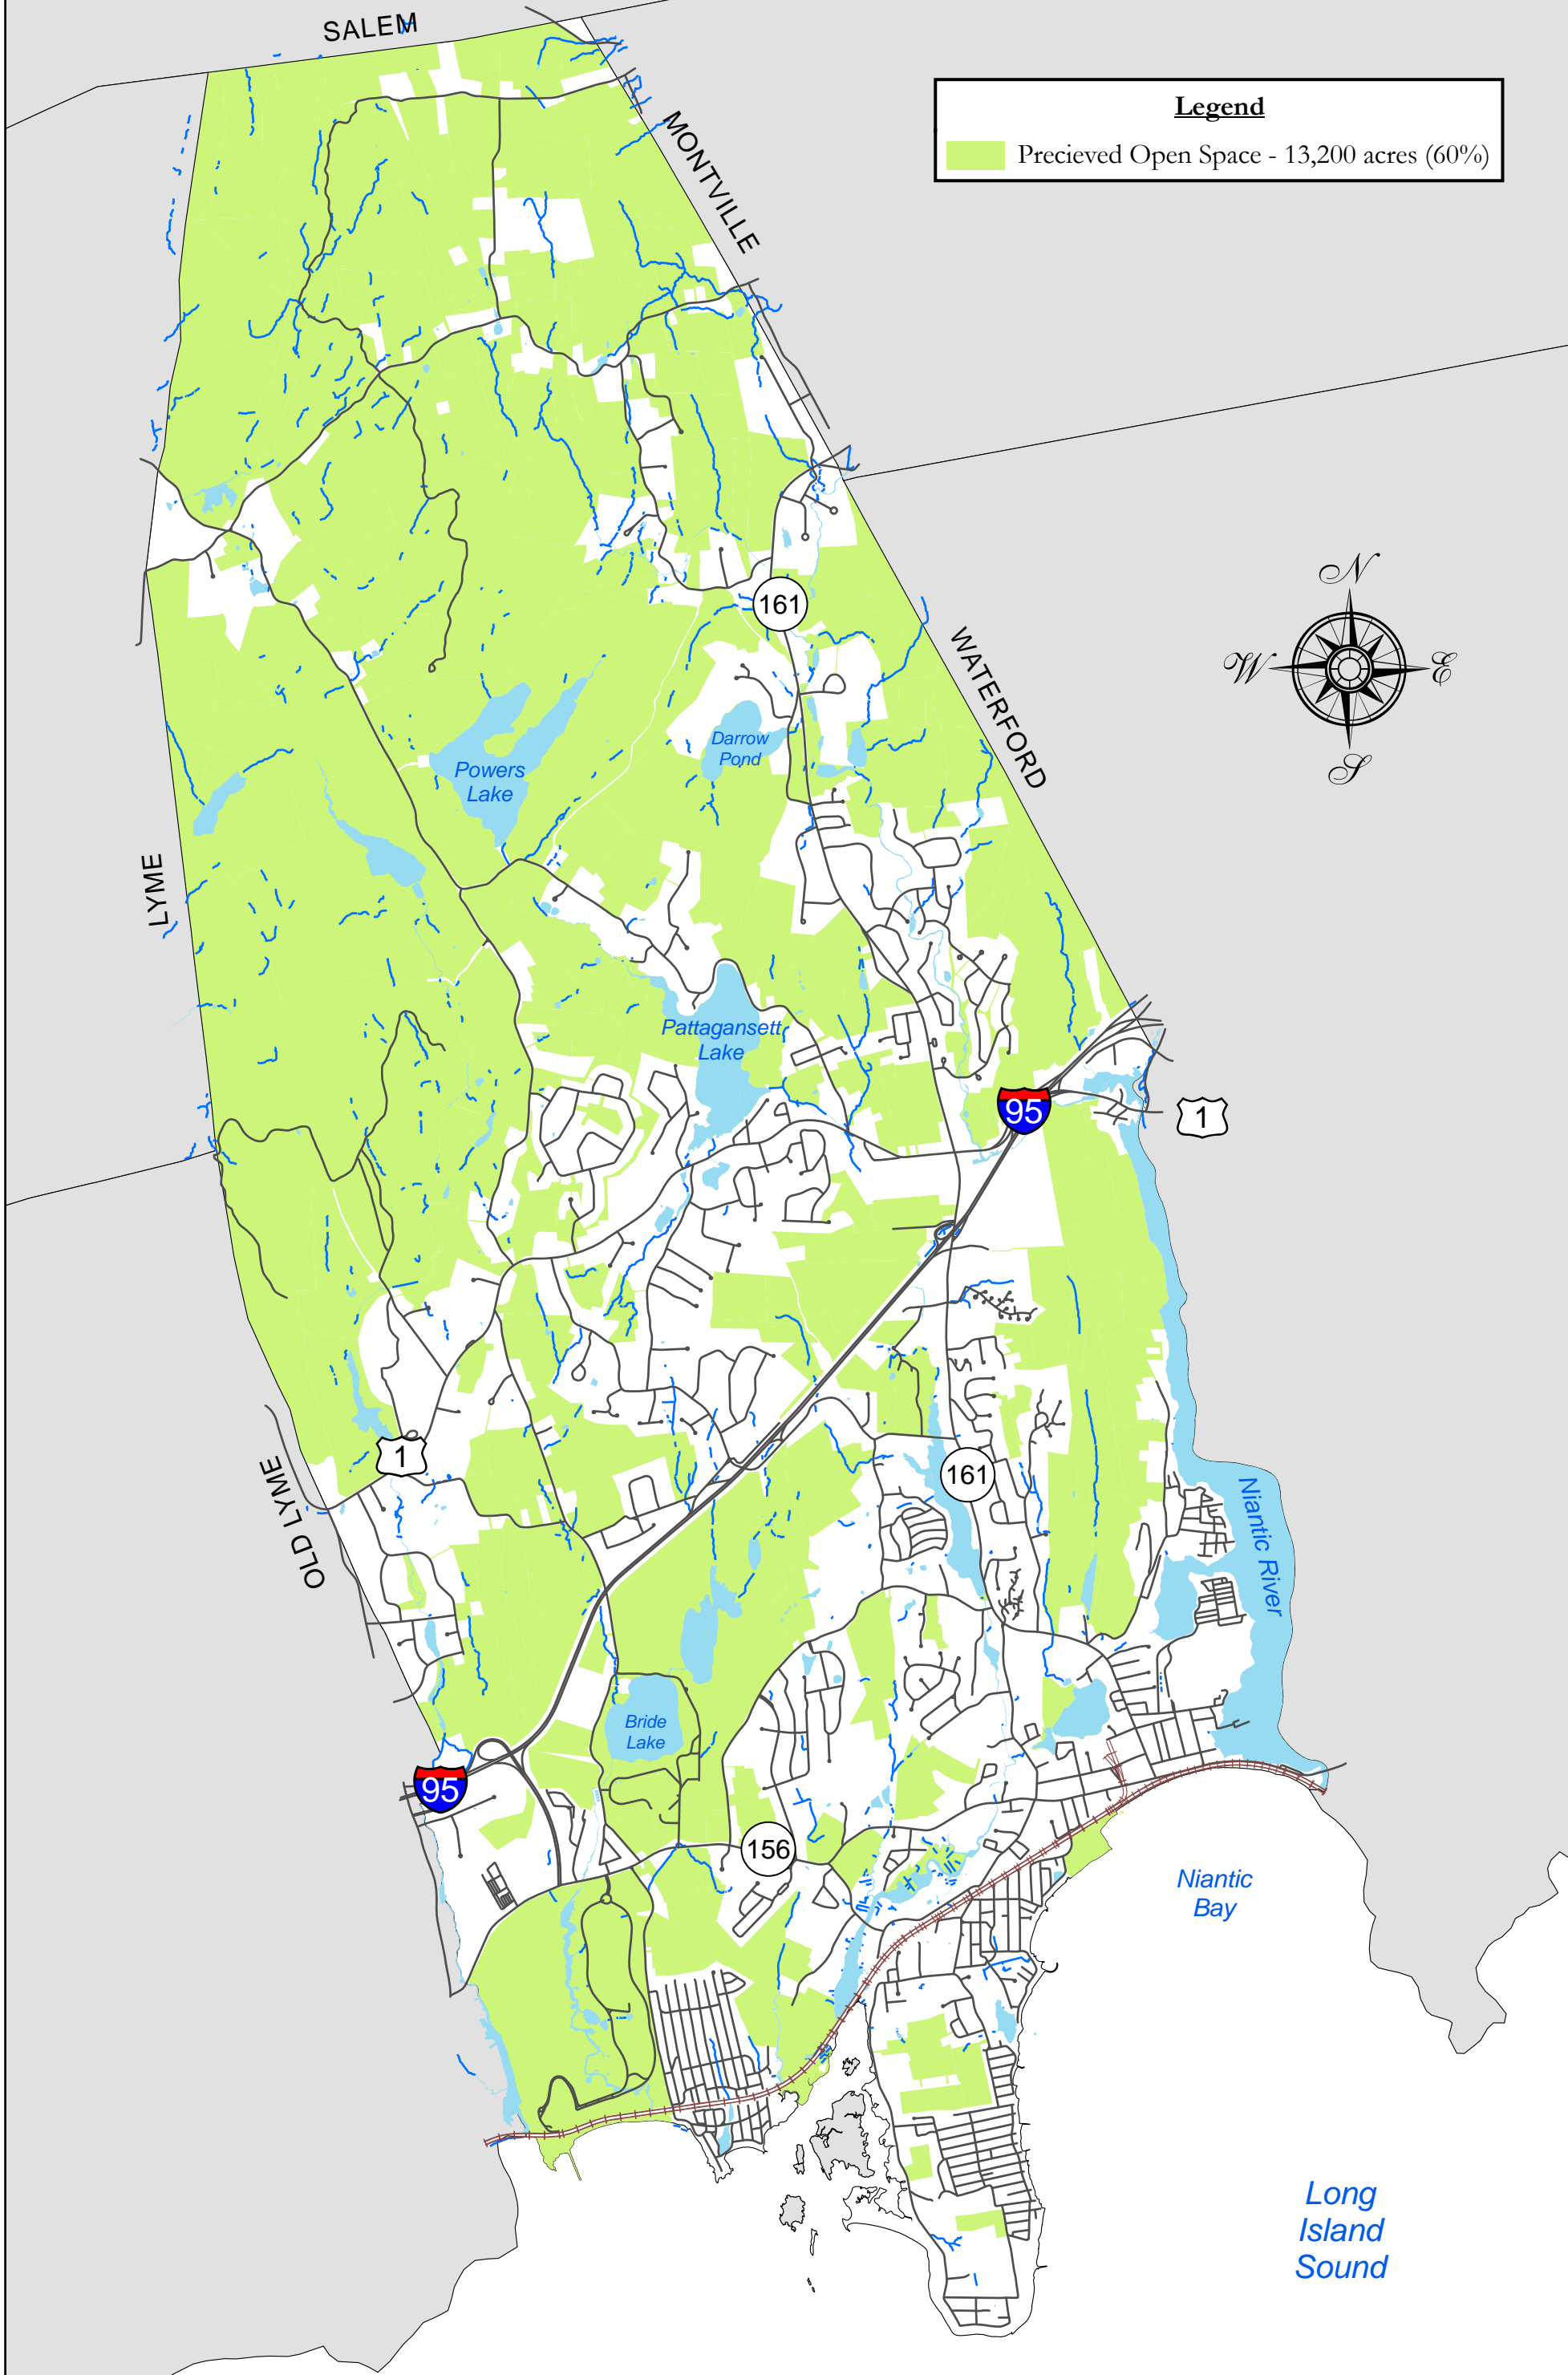 SALEM
MONTVILLE
Legend
Precieved Open Space - 13,200 acres (60%)
N
W
E
S
161
WATERFORD
Darrow
Pond
Powers
Lake
LYME
Pattagansett
Lake
95
1
1
161
OLD LYME
Niantic River
Bride
Lake
95
156
Niantic
Bay
Long
Island
Sound